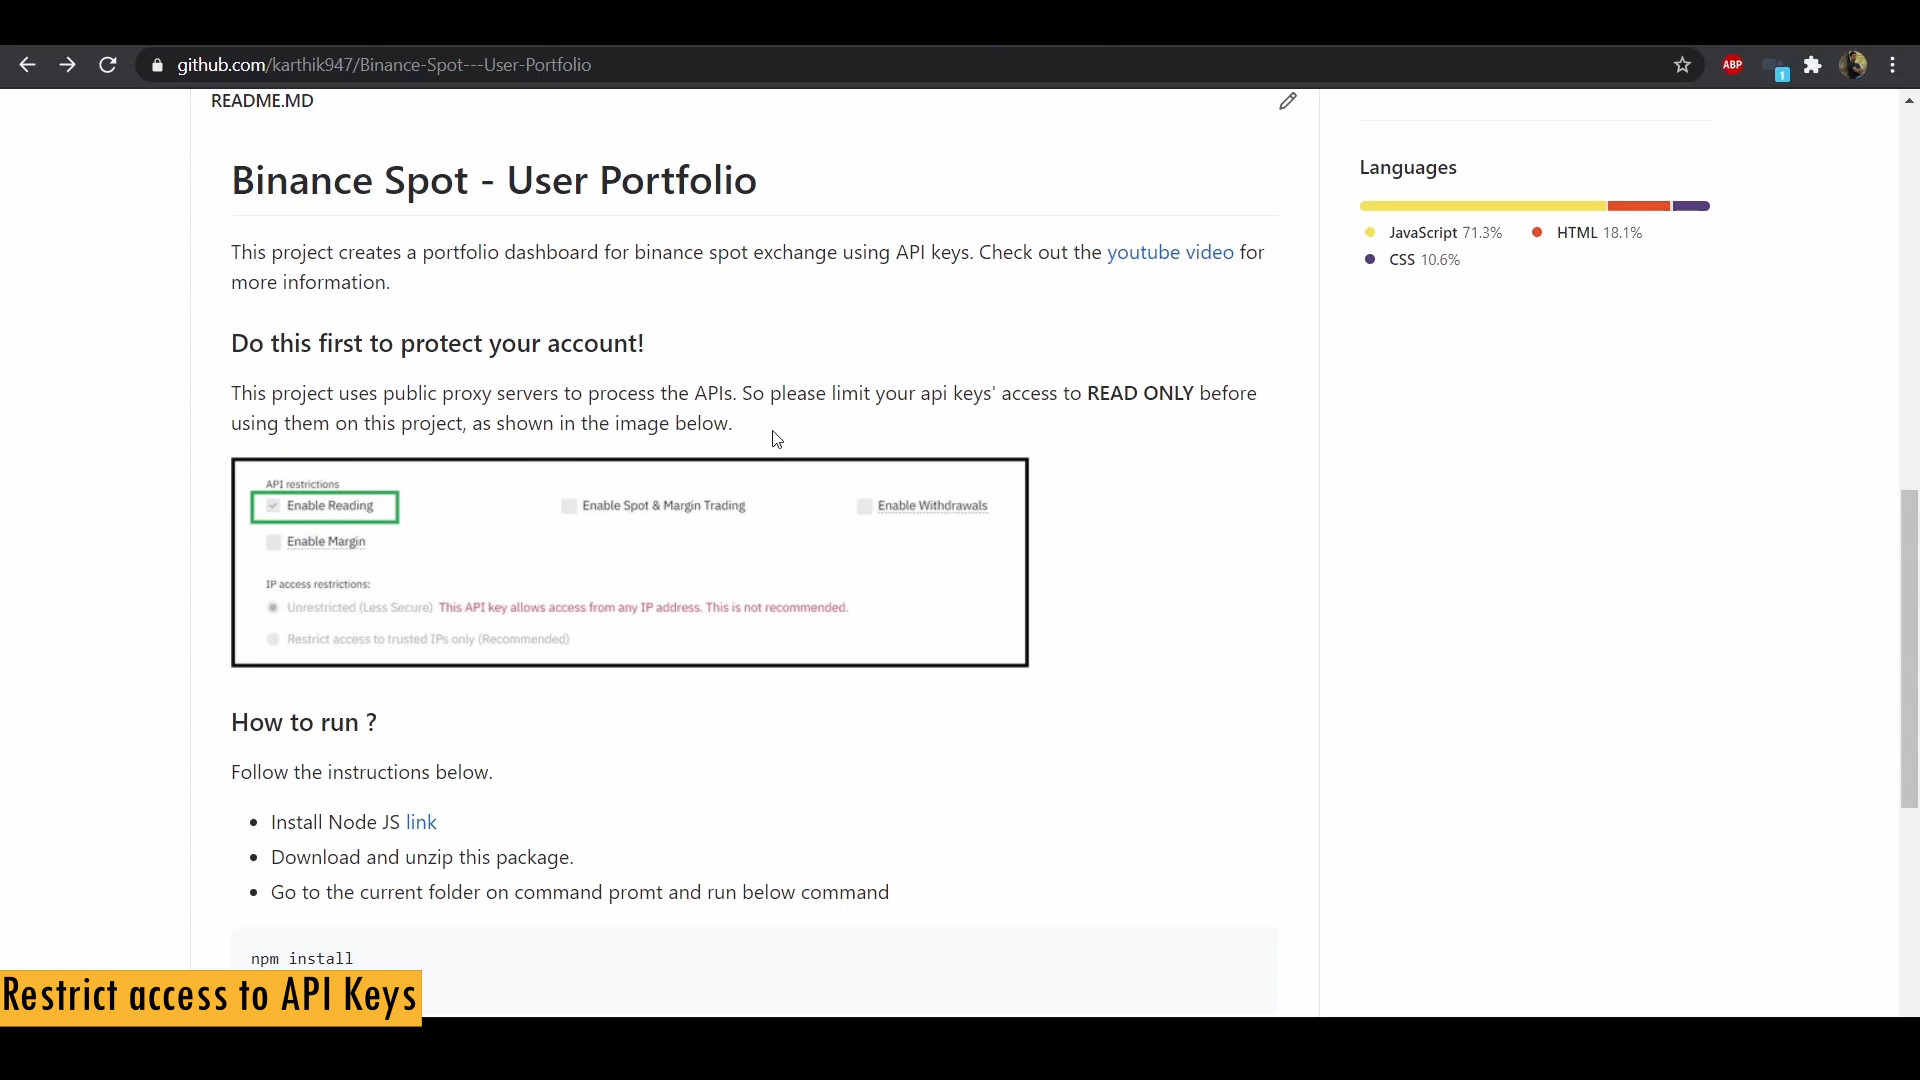 github.com/karthik947/Binance-Spot---User-Portfolio
ABP
1
README.MD
Binance Spot - User Portfolio
This project creates a portfolio dashboard for binance spot exchange using API keys. Check out the youtube video for
more information.
Do this first to protect your account!
This project uses public proxy servers to process the APIs. So please limit your api keys' access to READ ONLY before
using them on this project, as shown in the image below.
API restrictions
Enable Reading
Enable Spot & Margin Trading
Enable Withdrawals
Enable Margin
IP access restrictions:
Unrestricted (Less Secure) This API key allows access from any IP address. This is not recommended.
Restrict access to trusted IPs only (Recommended)
How to run ?
Follow the instructions below.
Install Node JS link
Download and unzip this package.
Go to the current folder on command promt and run below command
npm install
Languages
JavaScript 71.3%
HTML 18.1%
CSS 10.6%
Restrict access to API Keys